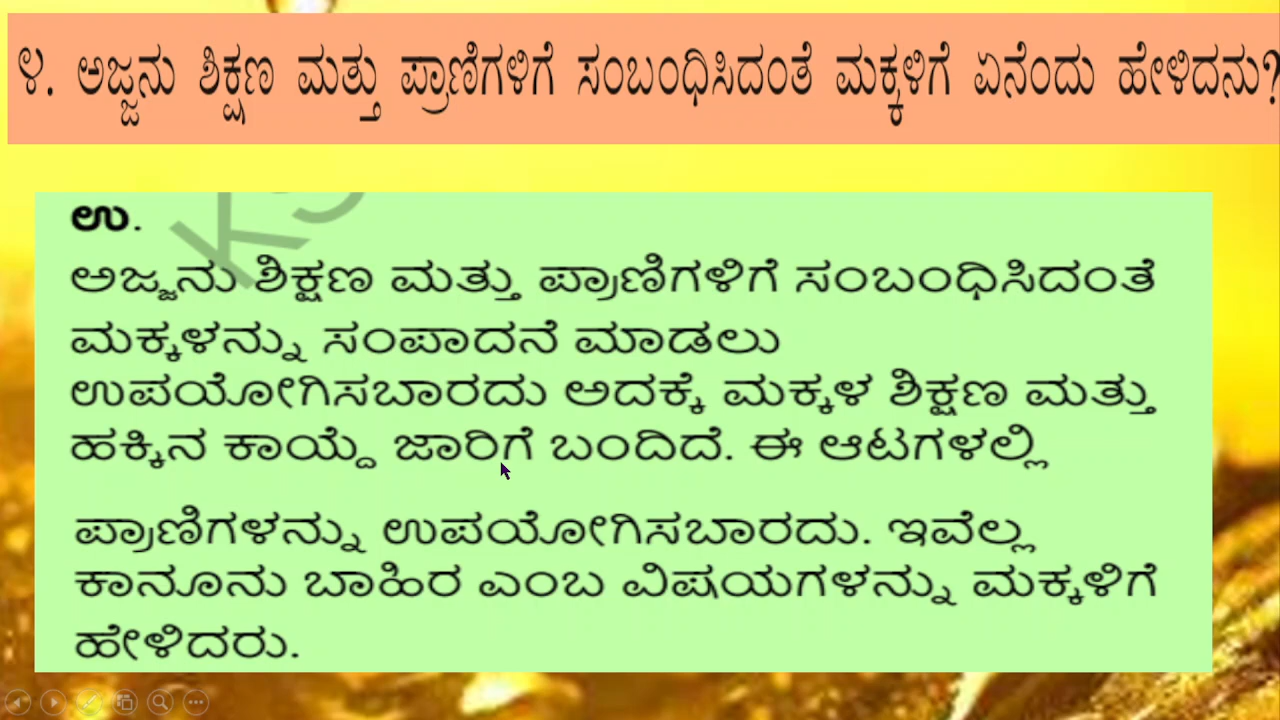 ೪. ಅಜ್ಜನು ಶಿಕ್ಷಣ ಮತ್ತು ಪ್ರಾಣಿಗಳಿಗೆ ಸಂಬಂಧಿಸಿದಂತೆ ಮಕ್ಕಳಿಗೆ ಏನೆಂದು ಹೇಳಿದನು?
ಉ.
ಅಜ್ಜನು ಶಿಕ್ಷಣ ಮತ್ತು ಪ್ರಾಣಿಗಳಿಗೆ ಸಂಬಂಧಿಸಿದಂತೆ
ಮಕ್ಕಳನ್ನು ಸಂಪಾದನೆ ಮಾಡಲು
ಉಪಯೋಗಿಸಬಾರದು ಅದಕ್ಕೆ ಮಕ್ಕಳ ಶಿಕ್ಷಣ ಮತ್ತು
ಹಕ್ಕಿನ ಕಾಯ್ದೆ ಜಾರಿಗೆ ಬಂದಿದೆ. ಈ ಆಟಗಳಲ್ಲಿ
ಪ್ರಾಣಿಗಳನ್ನು ಉಪಯೋಗಿಸಬಾರದು. ಇವೆಲ್ಲ
ಕಾನೂನು ಬಾಹಿರ ಎಂಬ ವಿಷಯಗಳನ್ನು ಮಕ್ಕಳಿಗೆ
ಹೇಳಿದರು.